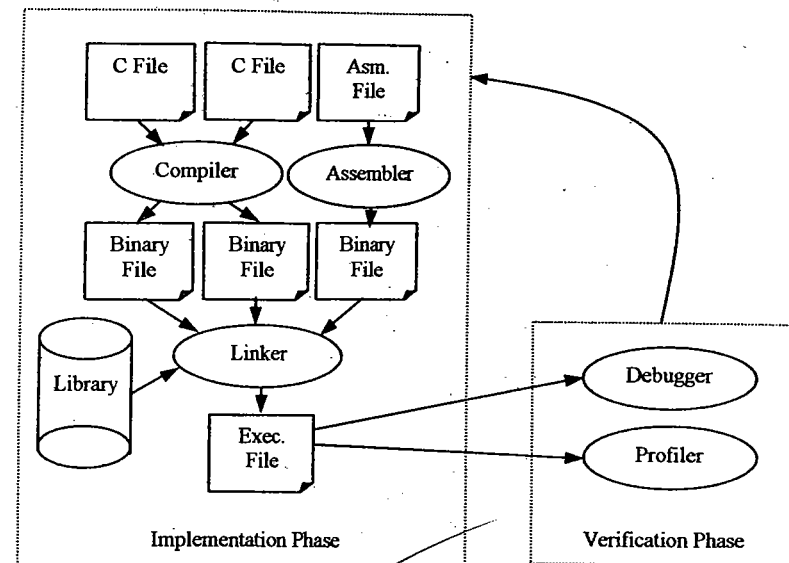 C File
C File
Asm.
File
Compiler
Assembler
Binary
File
Binary
File
Binary
File
Library
Linker
Debugger
Exec.
File
Profiler
Implementation Phase
Verification Phase